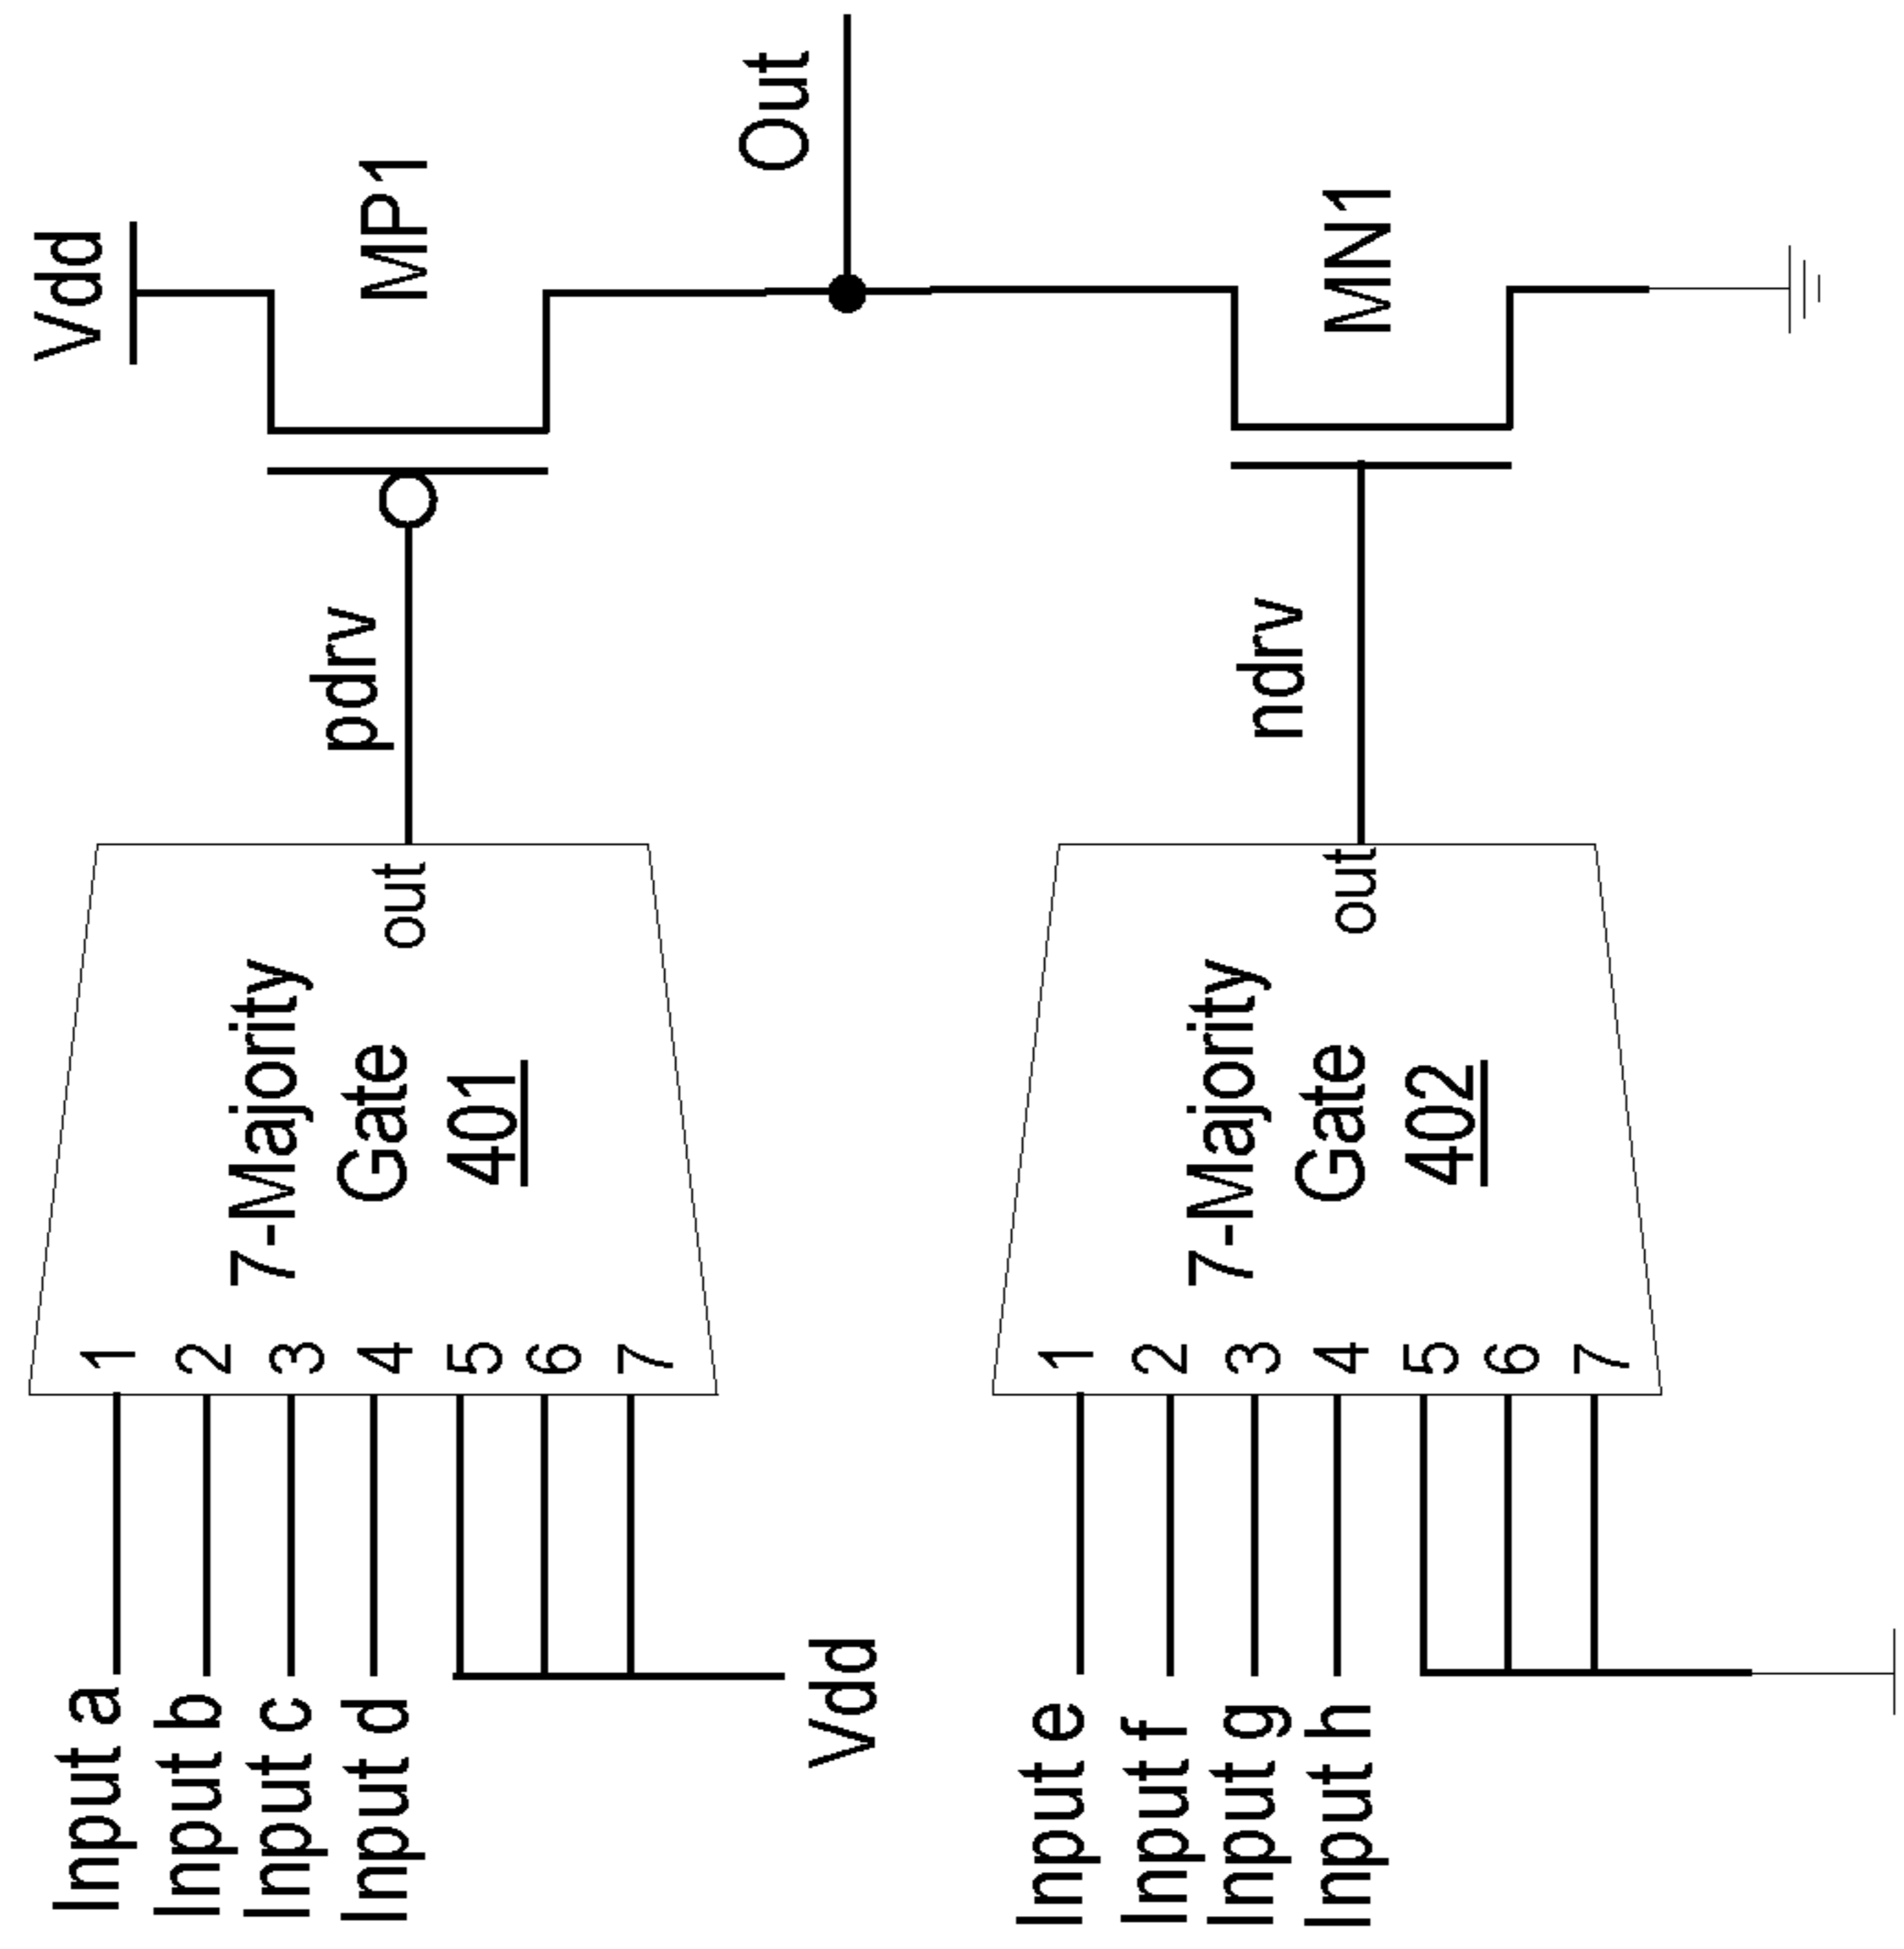 Vdd
MP1
Out
MN1
pdrv
ndrv
out
7-Majority
Gate
401
1
2
3
4
5
6
7
Input a
Input b
Input c
Input d
Vdd
out
7-Majority
Gate
402
1
2
3
4
5
6
7
Input e
Input f
Input g
Input h